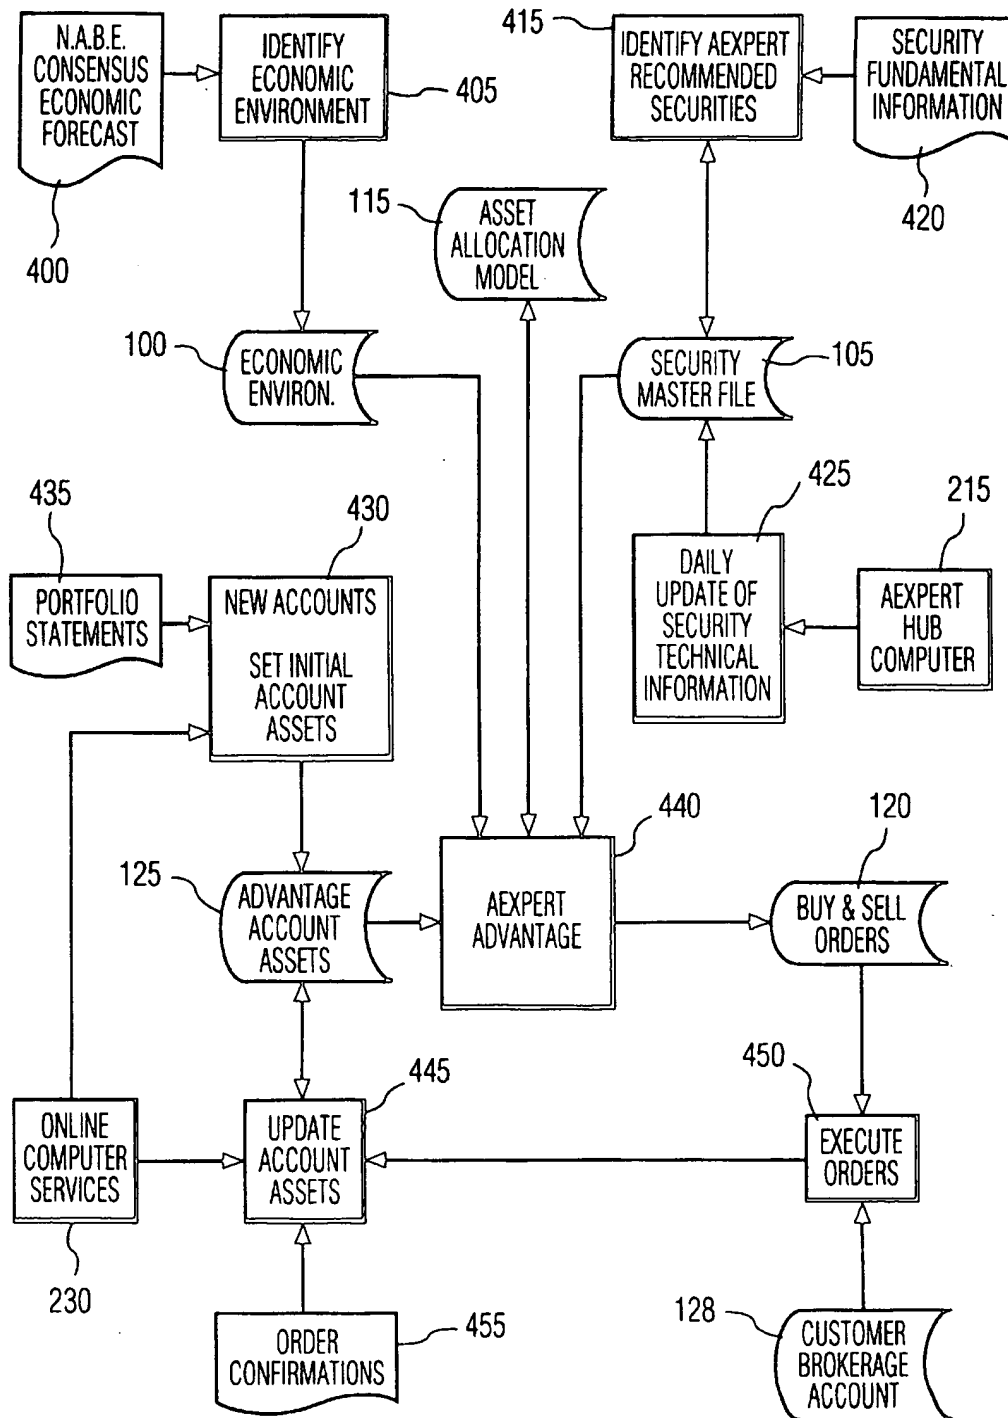 N.A.B.E.
CONSENSUS
ECONOMIC
FORECAST
400
IDENTIFY
ECONOMIC
ENVIRONMENT
405
415
IDENTIFY AEXPERT
RECOMMENDED
SECURITIES
SECURITY
FUNDAMENTAL
INFORMATION
420
115
ASSET
ALLOCATION
MODEL
100
ECONOMIC
ENVIRON.
SECURITY
MASTER FILE
105
435
PORTFOLIO
STATEMENTS
430
NEW ACCOUNTS
SET INITIAL
ACCOUNT
ASSETS
425
DAILY
UPDATE OF
SECURITY
TECHNICAL
INFORMATION
215
AEXPERT
HUB
COMPUTER
125
ADVANTAGE
ACCOUNT
ASSETS
440
AEXPERT
ADVANTAGE
120
BUY & SELL
ORDERS
ONLINE
COMPUTER
SERVICES
230
445
UPDATE
ACCOUNT
ASSETS
450
EXECUTE
ORDERS
ORDER
CONFIRMATIONS
455
128
CUSTOMER
BROKERAGE
ACCOUNT